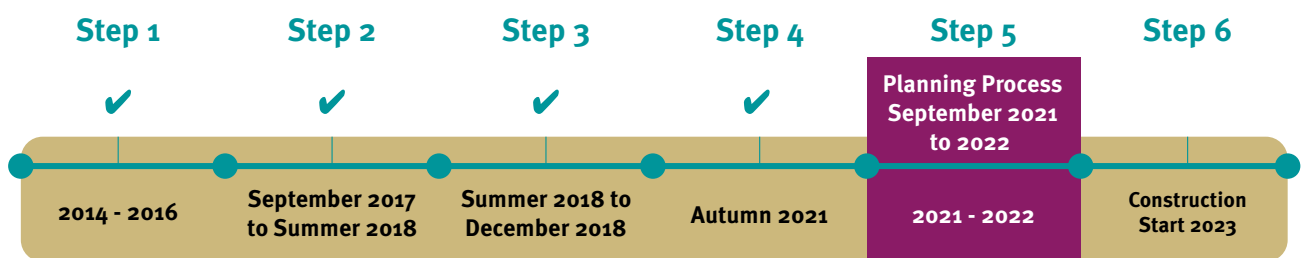 Step 1
Step 2
Step 3
Step 4
Step 5
Step 6
✔
✔
✔
✔
Planning Process
September 2021
to 2022
2014 - 2016
September 2017
to Summer 2018
Summer 2018 to
December 2018
Autumn 2021
2021 - 2022
Construction
Start 2023